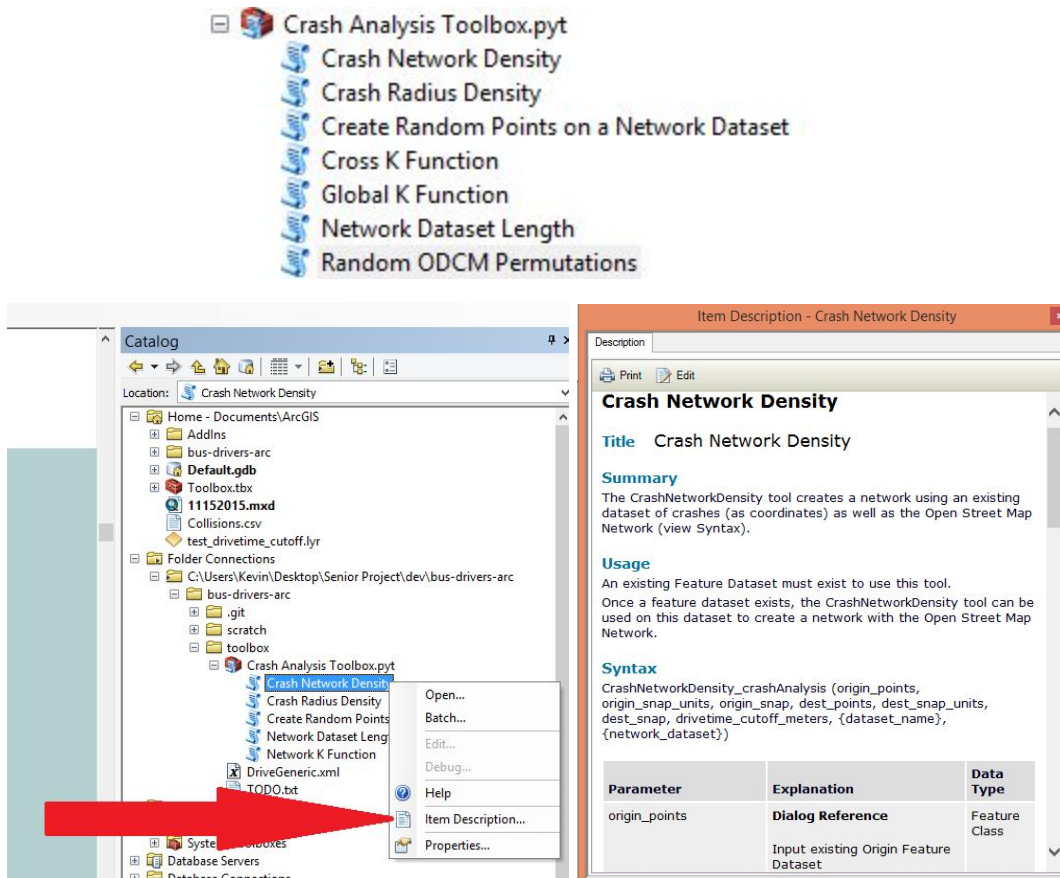 Crash Analysis Toolbox.pyt
Crash Network Density
Crash Radius Density
Create Random Points on a Network Dataset
Cross K Function
Global K Function
Network Dataset Length
Random ODCM Permutations
Catalog
Location: Crash Network Density
Home - Documents\ArcGIS
AddIns
bus-drivers-arc
Default.gdb
Toolbox.tbx
11152015.mxd
Collisions.csv
test_drivetime_cutoff.lyr
Folder Connections
C:\Users\Kevin\Desktop\Senior Project\dev\bus-drivers-arc
bus-drivers-arc
.git
scratch
toolbox
Crash Analysis Toolbox.pyt
Crash Network Density
Crash Radius Density
Create Random Points
Network Dataset Leng
Network K Function
DriveGeneric.xml
TODO.txt
Database Servers
Database Connections
Open...
Batch...
Edit...
Debug...
Help
Item Description...
Properties...
Item Description - Crash Network Density
Description
Print Edit
Crash Network Density
Title Crash Network Density
Summary
The CrashNetworkDensity tool creates a network using an existing
dataset of crashes (as coordinates) as well as the Open Street Map
Network (view Syntax).
Usage
An existing Feature Dataset must exist to use this tool.
Once a feature dataset exists, the CrashNetworkDensity tool can be
used on this dataset to create a network with the Open Street Map
Network.
Syntax
CrashNetworkDensity_crashAnalysis (origin_points,
origin_snap_units, origin_snap, dest_points, dest_snap_units,
dest_snap, drivetime_cutoff_meters, {dataset_name},
{network_dataset})
Parameter Explanation Data Type
origin_points Dialog Reference Feature Class
Input existing Origin Feature
Dataset